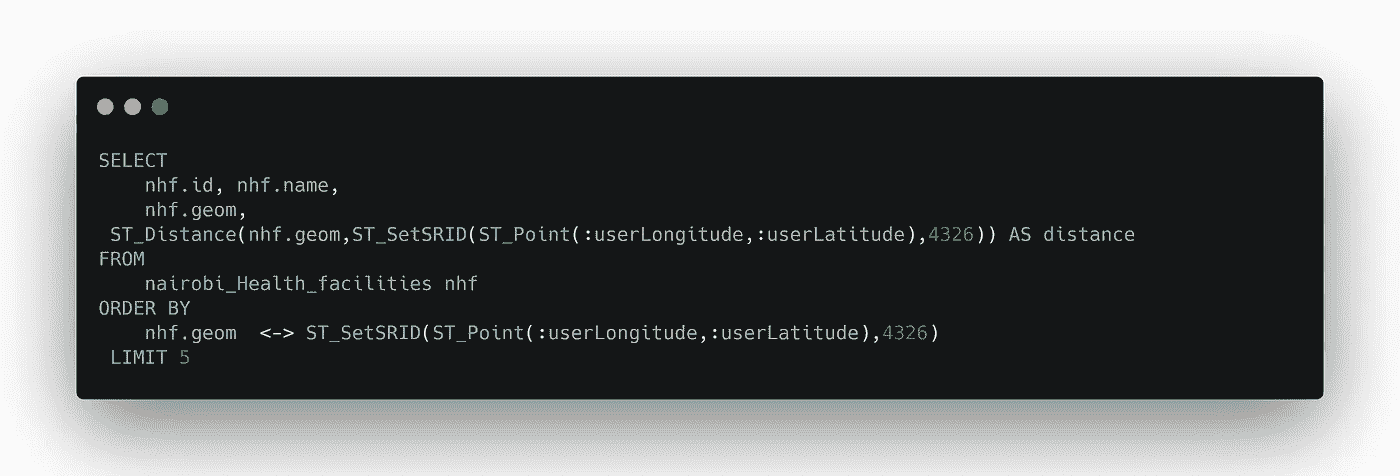 SELECT
    nhf.id, nhf.name,
    nhf.geom,
 ST_Distance(nhf.geom,ST_SetSRID(ST_Point(:userLongitude,:userLatitude),4326)) AS distance
FROM
    nairobi_Health_facilities nhf
ORDER BY
    nhf.geom  <-> ST_SetSRID(ST_Point(:userLongitude,:userLatitude),4326)
 LIMIT 5